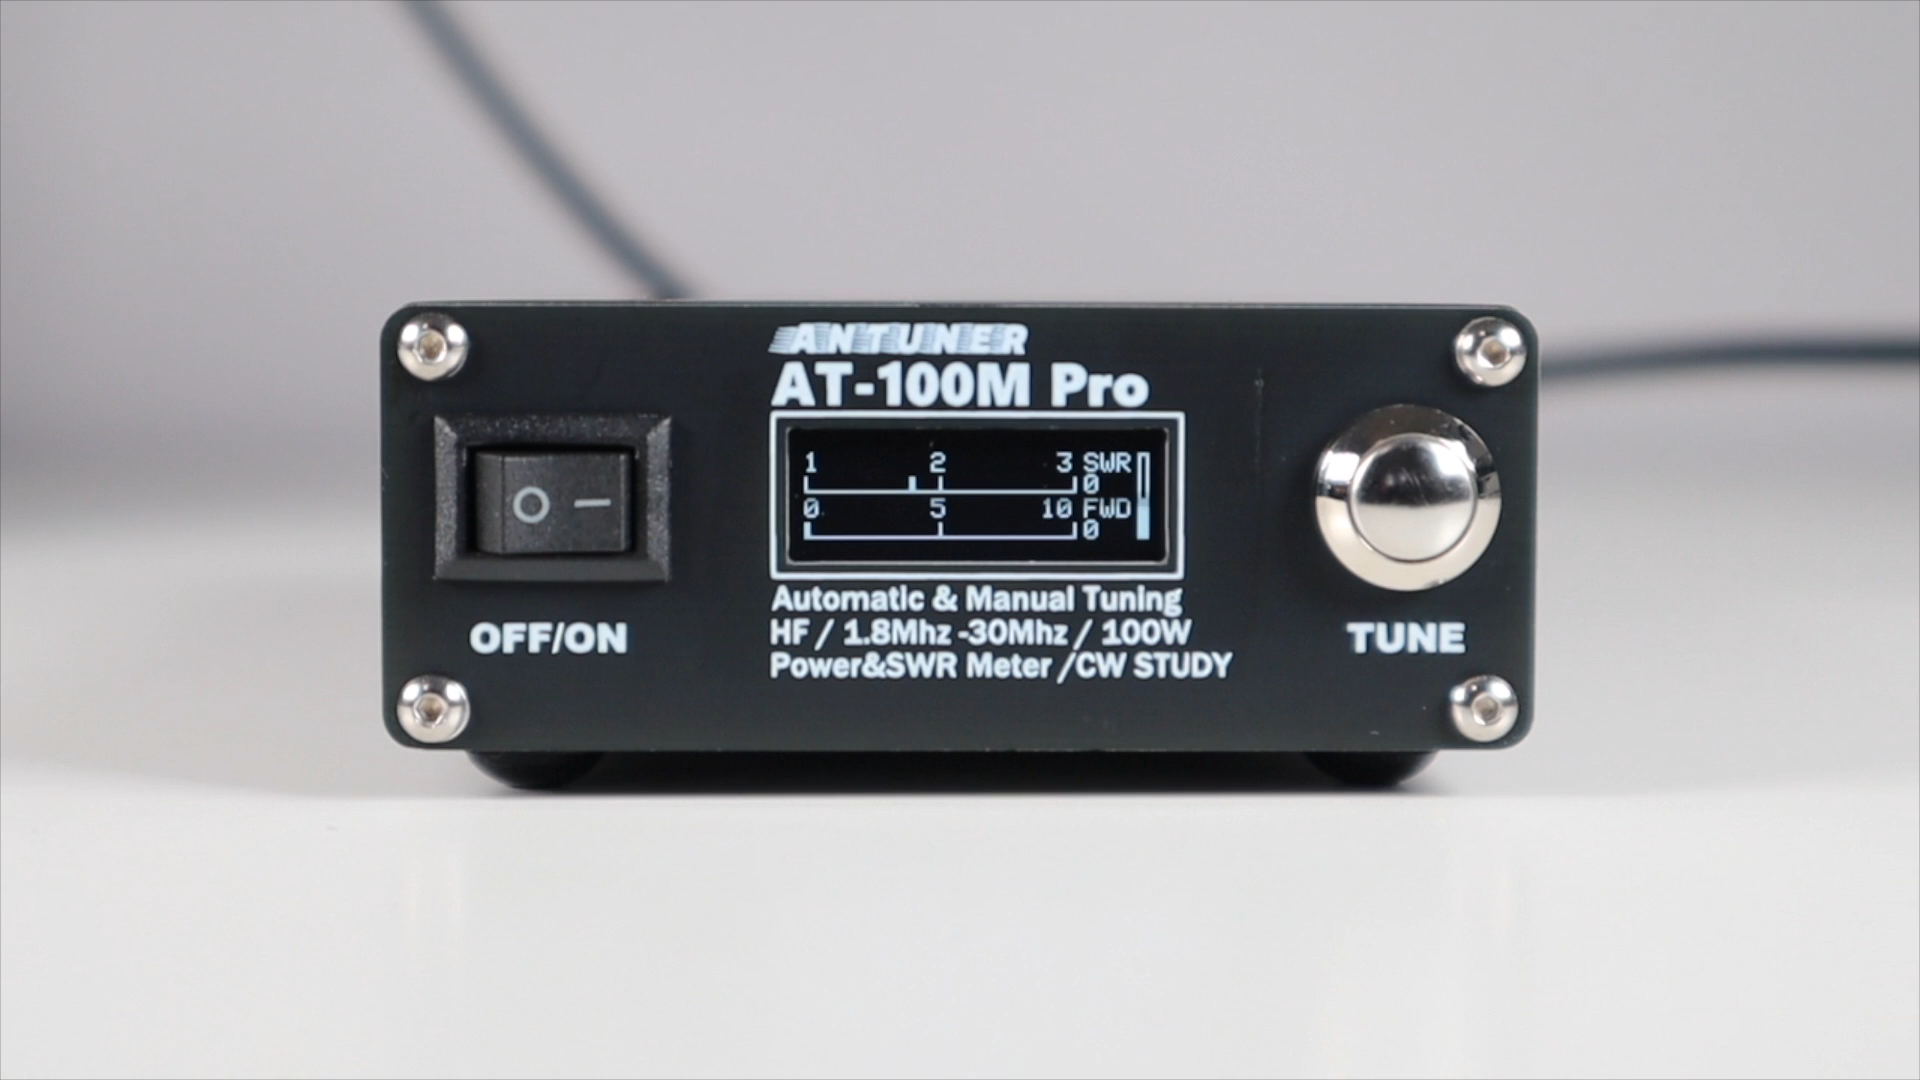 ANTUNER
AT-100M Pro
1 2 3 SWR
0
0 5 10 FWD
0
O —
OFF/ON
TUNE
Automatic & Manual Tuning
HF / 1.8Mhz -30Mhz / 100W
Power&SWR Meter /CW STUDY